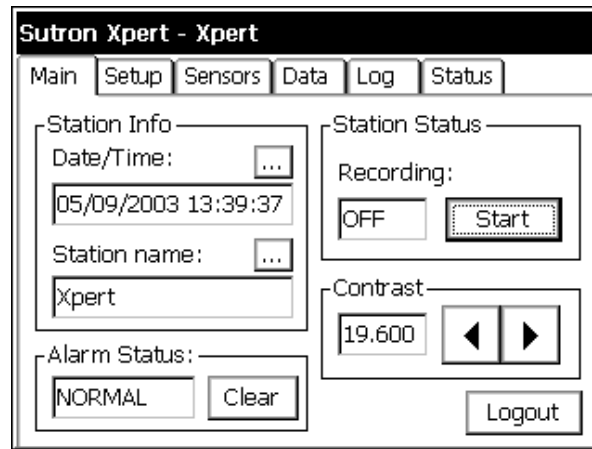 Sutron Xpert - Xpert
Main Setup Sensors Data Log Status
Station Info
Date/Time: ...
05/09/2003 13:39:37
Station name: ...
Xpert
Alarm Status:
NORMAL Clear
Station Status
Recording:
OFF Start
Contrast
19.600
Logout